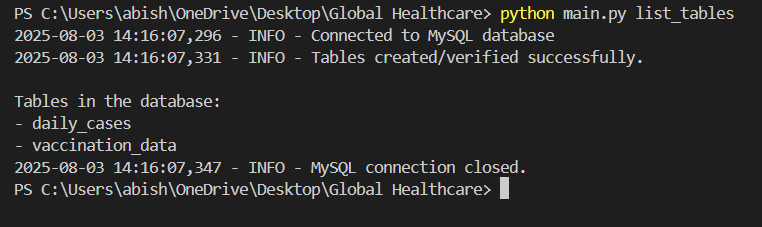 PS C:\Users\abish\OneDrive\Desktop\Global Healthcare> python main.py list_tables
2025-08-03 14:16:07,296 - INFO - Connected to MySQL database
2025-08-03 14:16:07,331 - INFO - Tables created/verified successfully.
Tables in the database:
- daily_cases
- vaccination_data
2025-08-03 14:16:07,347 - INFO - MySQL connection closed.
PS C:\Users\abish\OneDrive\Desktop\Global Healthcare>